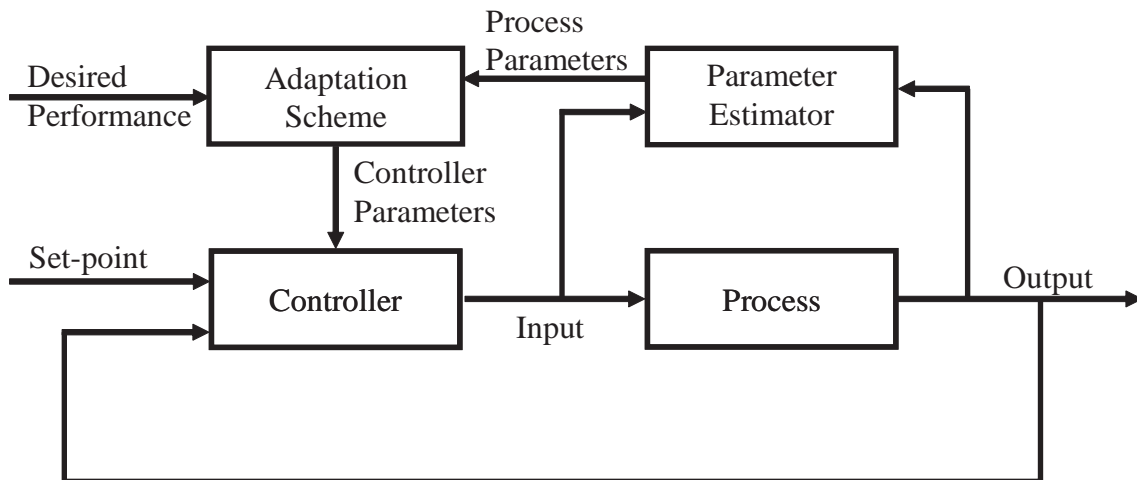 Process
Parameters
Desired
Performance
Adaptation
Scheme
Parameter
Estimator
Controller
Parameters
Set-point
Controller
Input
Process
Output